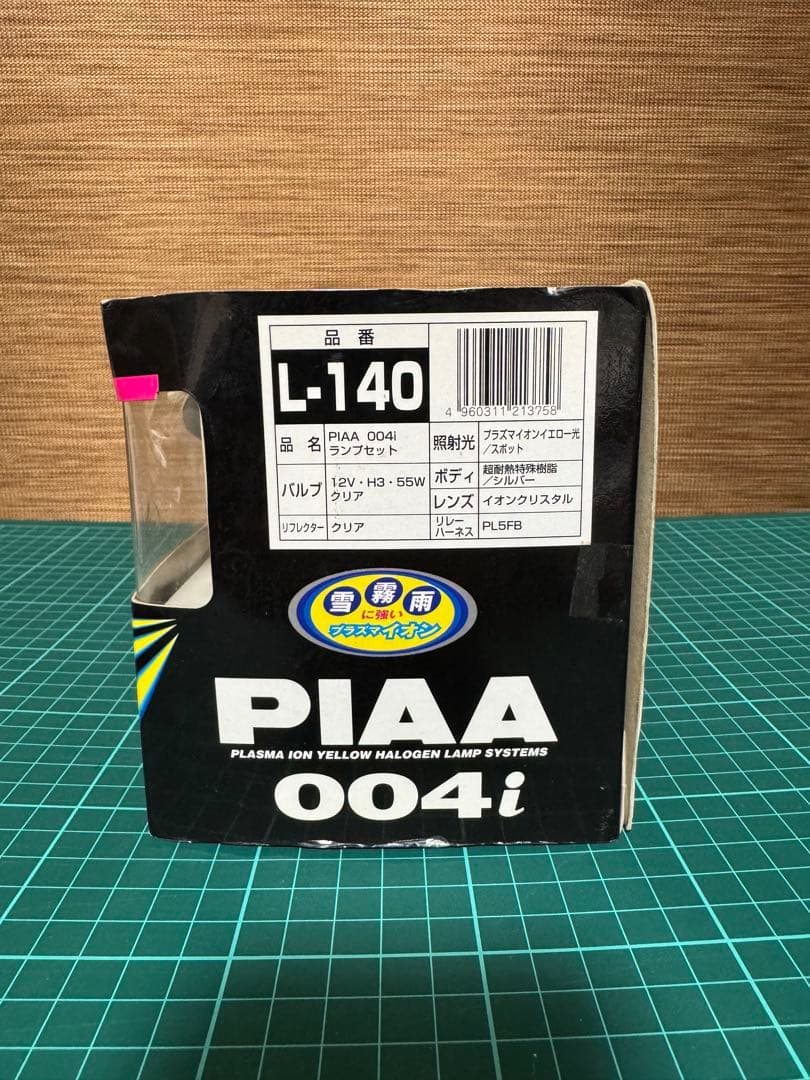 品番
L-140
4 960311 213758
品名 PIAA 004i
ランプセット
照射光 プラズマイオンイエロー光
/スポット
バルブ 12V・H3・55W
クリア
ボディ 超耐熱特殊樹脂
/シルバー
レンズ イオンクリスタル
リフレクター クリア
リレー
ハーネス PL5FB
雪 霧 雨
に強い
プラズマイオン
PIAA
PLASMA ION YELLOW HALOGEN LAMP SYSTEMS
004i